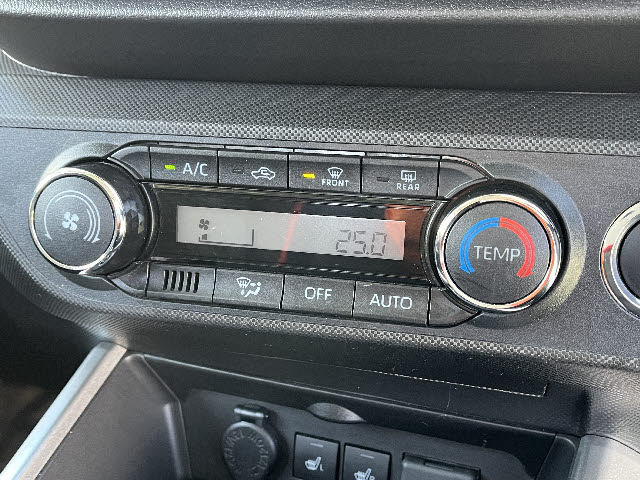 A/C
FRONT
REAR
25.0
TEMP
OFF
AUTO